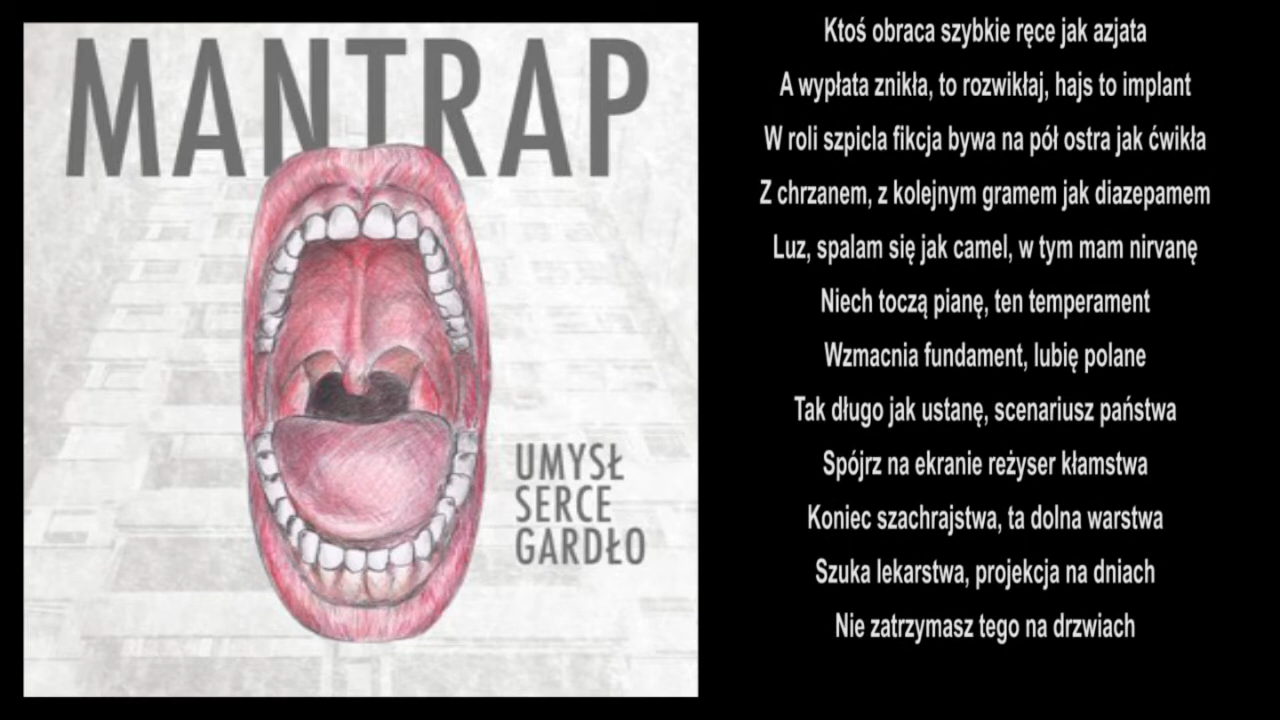 MANTRAP
UMYSŁ
SERCE
GARDŁO
Ktoś obraca szybkie ręce jak azjata
A wypłata znikła, to rozwikłaj, hajs to implant
W roli szpicla fikcja bywa na pół ostra jak ćwikła
Z chrzanem, z kolejnym gramem jak diazepamem
Luz, spalam się jak camel, w tym mam nirvanę
Niech toczą pianę, ten temperament
Wzmacnia fundament, lubię polane
Tak długo jak ustanę, scenariusz państwa
Spójrz na ekranie reżyser kłamstwa
Koniec szachrajstwa, ta dolna warstwa
Szuka lekarstwa, projekcja na dniach
Nie zatrzymasz tego na drzwiach